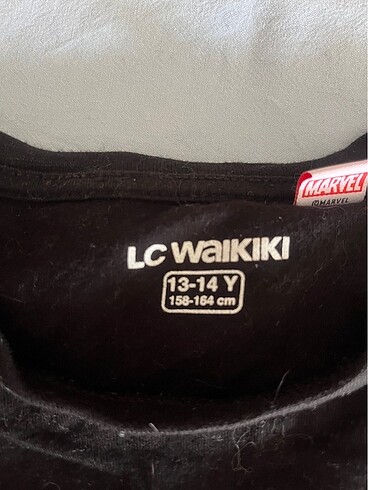 MARVEL
©MARVEL
LC WAIKIKI
13-14 Y
158-164 cm